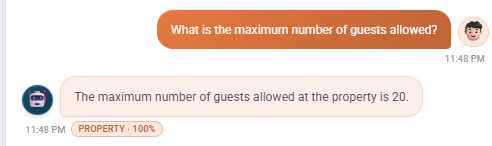 What is the maximum number of guests allowed?
11:48 PM
The maximum number of guests allowed at the property is 20.
11:48 PM PROPERTY · 100%